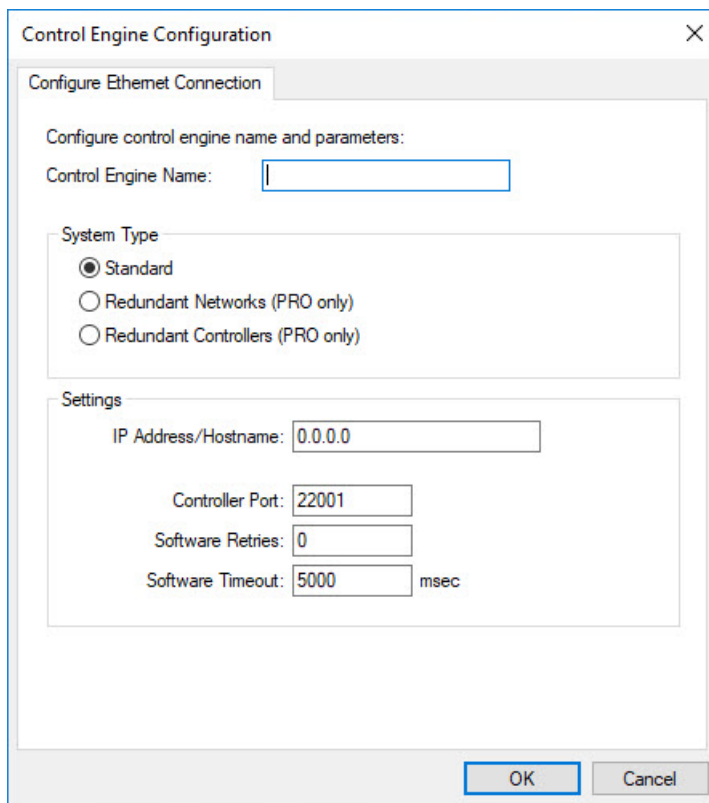 Control Engine Configuration
Configure Ethernet Connection
Configure control engine name and parameters:
Control Engine Name:
System Type
Standard
Redundant Networks (PRO only)
Redundant Controllers (PRO only)
Settings
IP Address/Hostname: 0.0.0.0
Controller Port: 22001
Software Retries: 0
Software Timeout: 5000 msec
OK Cancel